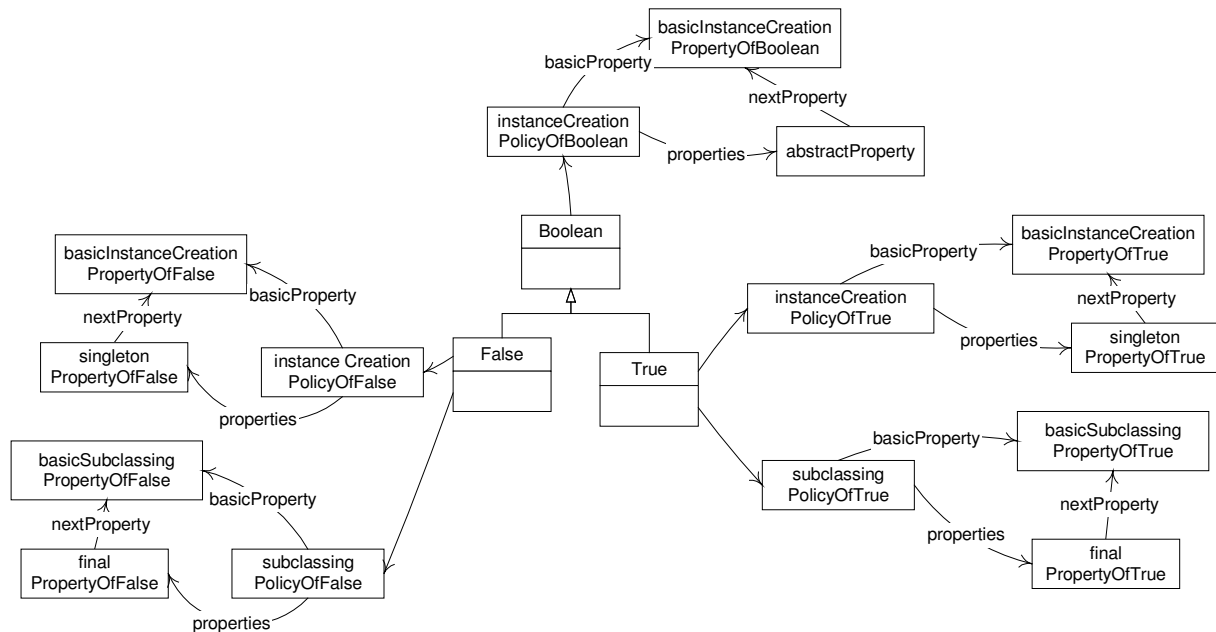 basicInstanceCreation
PropertyOfBoolean
basicProperty
nextProperty
instanceCreation
PolicyOfBoolean
properties
abstractProperty
Boolean
basicInstanceCreation
PropertyOfFalse
basicProperty
nextProperty
singleton
PropertyOfFalse
instance Creation
PolicyOfFalse
properties
False
True
basicInstanceCreation
PropertyOfTrue
basicProperty
instanceCreation
PolicyOfTrue
nextProperty
properties
singleton
PropertyOfTrue
basicSubclassing
PropertyOfFalse
basicProperty
nextProperty
final
PropertyOfFalse
subclassing
PolicyOfFalse
properties
basicSubclassing
PropertyOfTrue
basicProperty
subclassing
PolicyOfTrue
nextProperty
properties
final
PropertyOfTrue